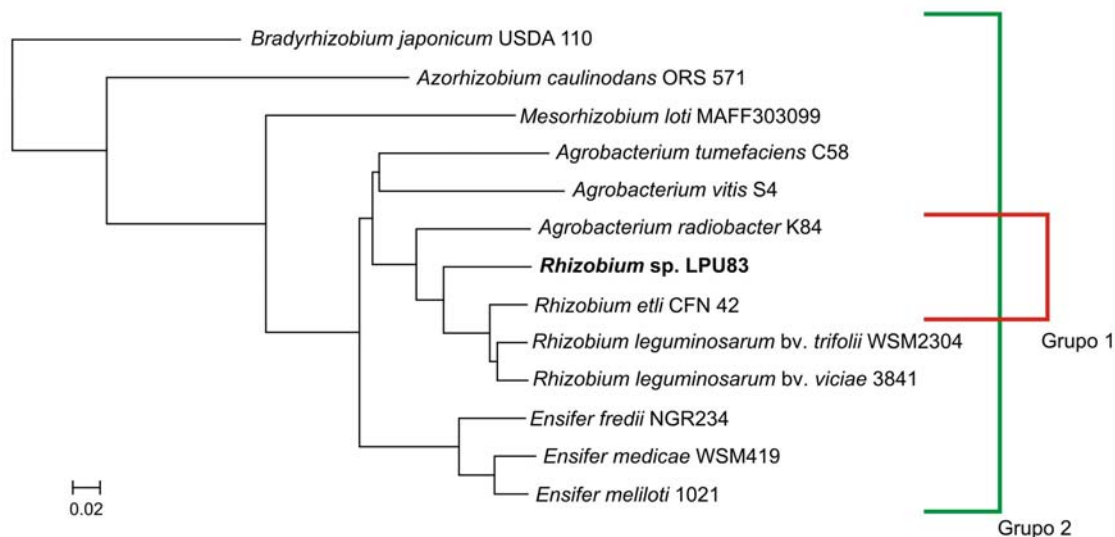 Bradyrhizobium japonicum USDA 110
Azorhizobium caulinodans ORS 571
Mesorhizobium loti MAFF303099
Agrobacterium tumefaciens C58
Agrobacterium vitis S4
Agrobacterium radiobacter K84
Rhizobium sp. LPU83
Rhizobium etli CFN 42
Rhizobium leguminosarum bv. trifolii WSM2304
Grupo 1
Rhizobium leguminosarum bv. viciae 3841
Ensifer fredii NGR234
Ensifer medicae WSM419
Ensifer meliloti 1021
0.02
Grupo 2